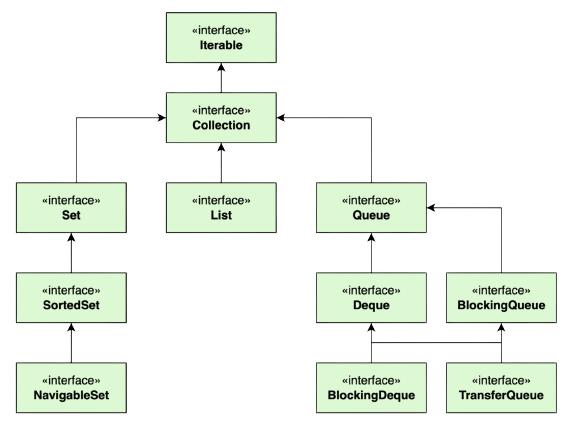 «interface»
Iterable
«interface»
Collection
«interface»
Set
«interface»
List
«interface»
Queue
«interface»
SortedSet
«interface»
Deque
«interface»
BlockingQueue
«interface»
NavigableSet
«interface»
BlockingDeque
«interface»
TransferQueue